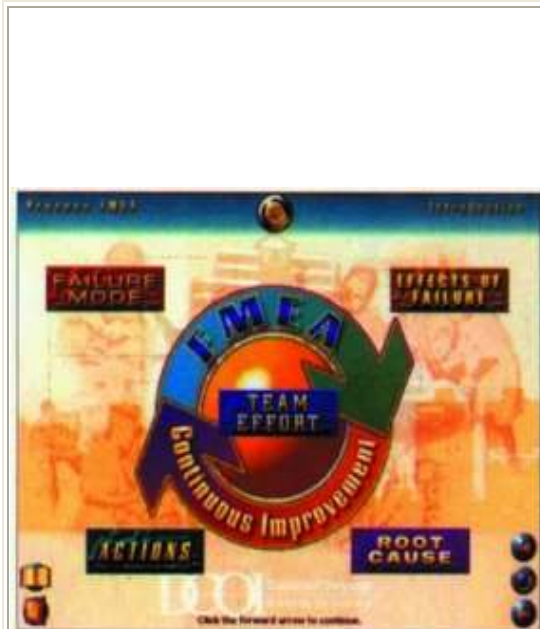 Process FMEA
Introduction
FAILURE
MODE
EFFECTS OF
FAILURE
FMEA
TEAM
EFFORT
Continuous Improvement
ACTIONS
ROOT
CAUSE
Click the forward arrow to continue.